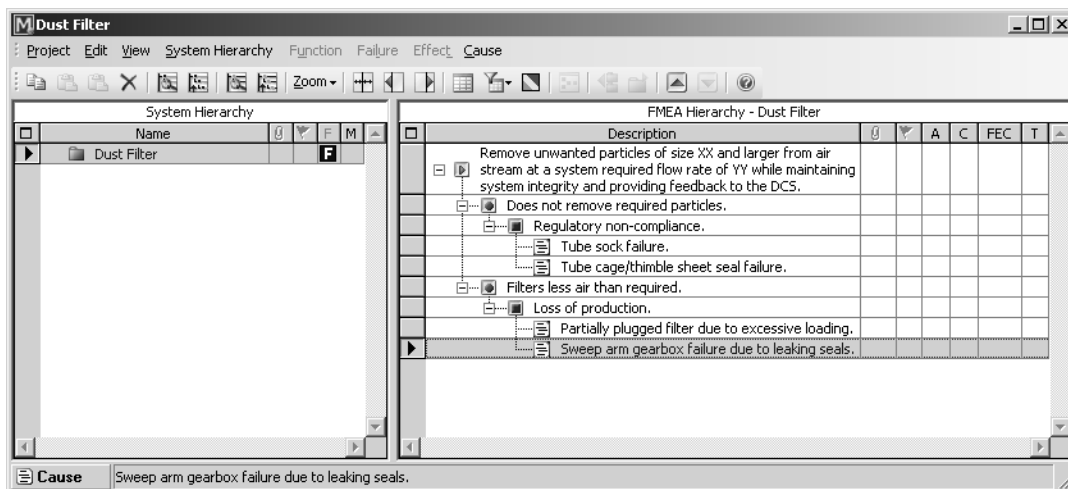 M Dust Filter
Project Edit View System Hierarchy Function Failure Effect Cause
Zoom
System Hierarchy
Name F M
Dust Filter F
FMEA Hierarchy - Dust Filter
Description A C FEC T
Remove unwanted particles of size XX and larger from air
stream at a system required flow rate of YY while maintaining
system integrity and providing feedback to the DCS.
Does not remove required particles.
Regulatory non-compliance.
Tube sock failure.
Tube cage/thimble sheet seal failure.
Filters less air than required.
Loss of production.
Partially plugged filter due to excessive loading.
Sweep arm gearbox failure due to leaking seals.
Cause Sweep arm gearbox failure due to leaking seals.